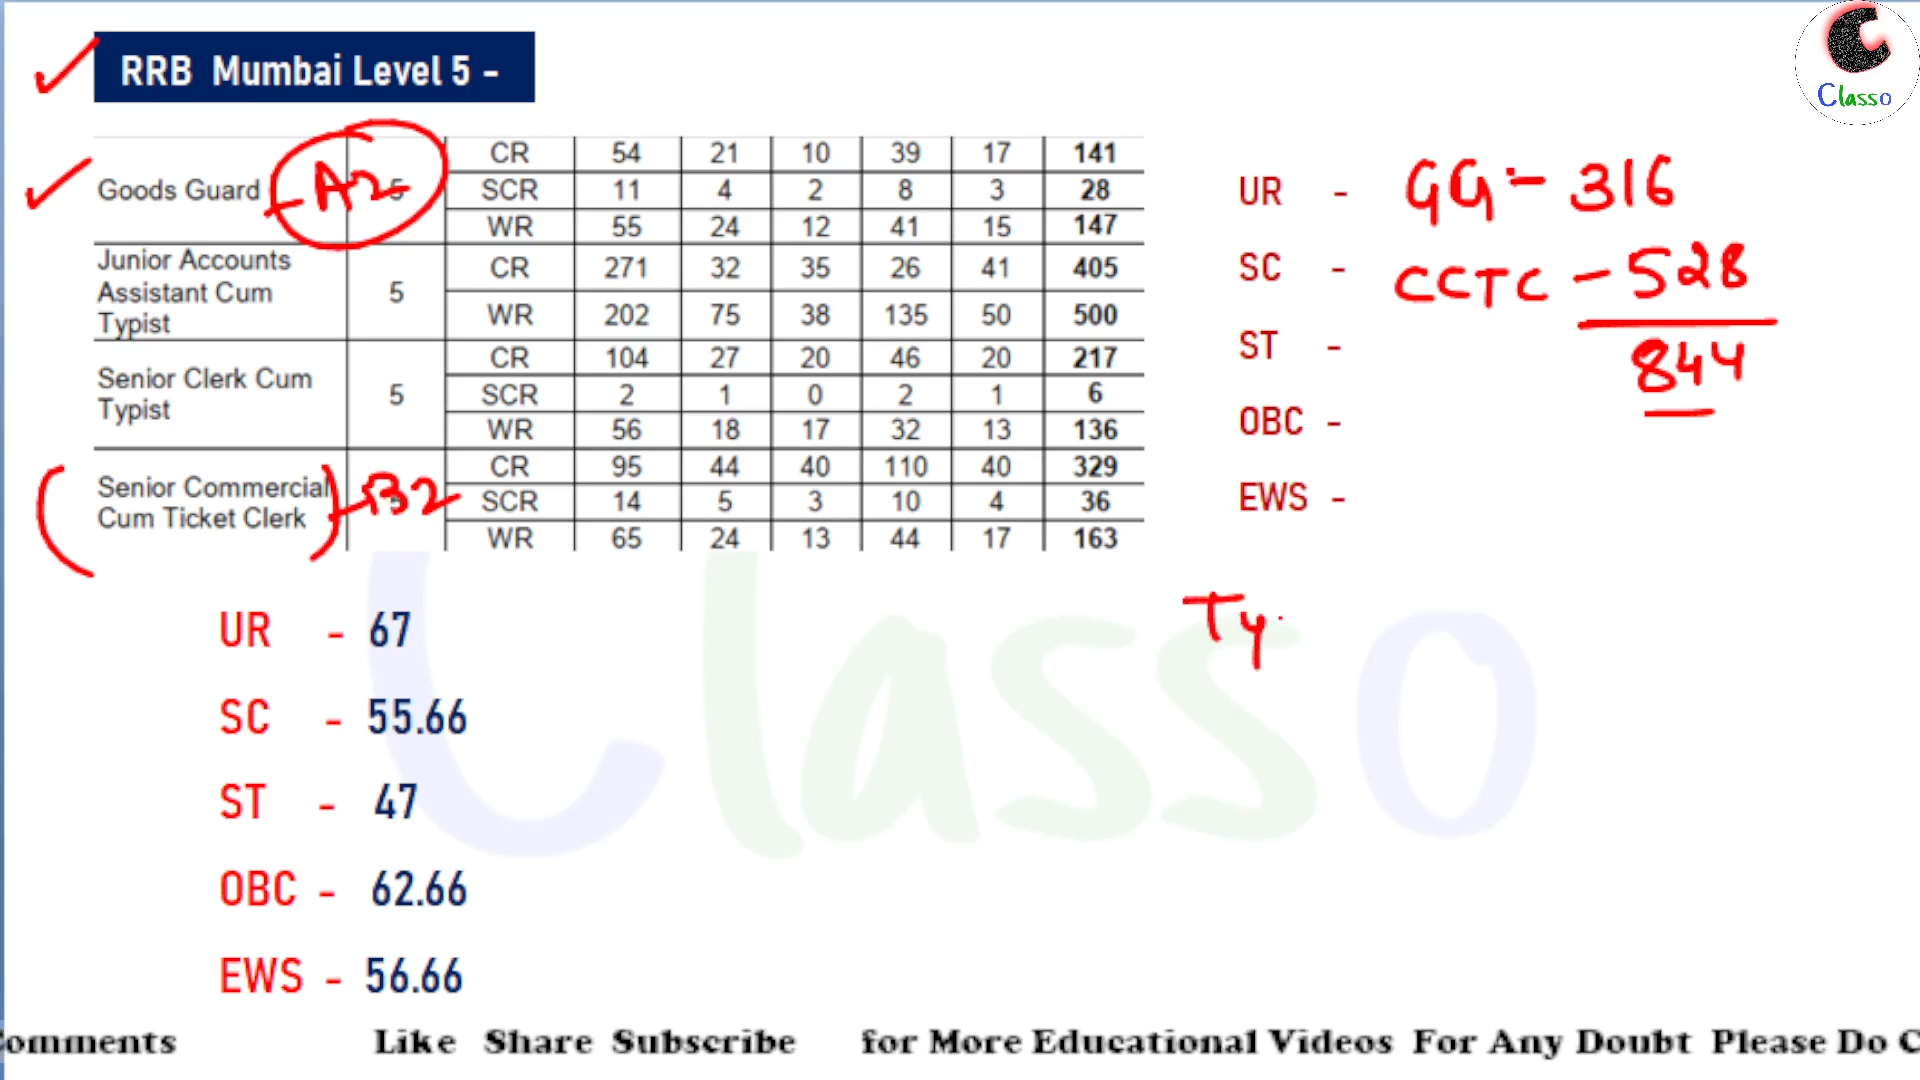 RRB Mumbai Level 5 -
Classo
CR 54 21 10 39 17 141
Goods Guard - A2 5 SCR 11 4 2 8 3 28
WR 55 24 12 41 15 147
Junior Accounts Assistant Cum Typist 5 CR 271 32 35 26 41 405
WR 202 75 38 135 50 500
Senior Clerk Cum Typist 5 CR 104 27 20 46 20 217
SCR 2 1 0 2 1 6
WR 56 18 17 32 13 136
Senior Commercial Cum Ticket Clerk - B2 CR 95 44 40 110 40 329
SCR 14 5 3 10 4 36
WR 65 24 13 44 17 163
UR - GG:- 316
SC - CCTC - 528
ST - 844
OBC -
EWS -
Ty
UR - 67
SC - 55.66
ST - 47
OBC - 62.66
EWS - 56.66
Classo
omments Like Share Subscribe for More Educational Videos For Any Doubt Please Do C